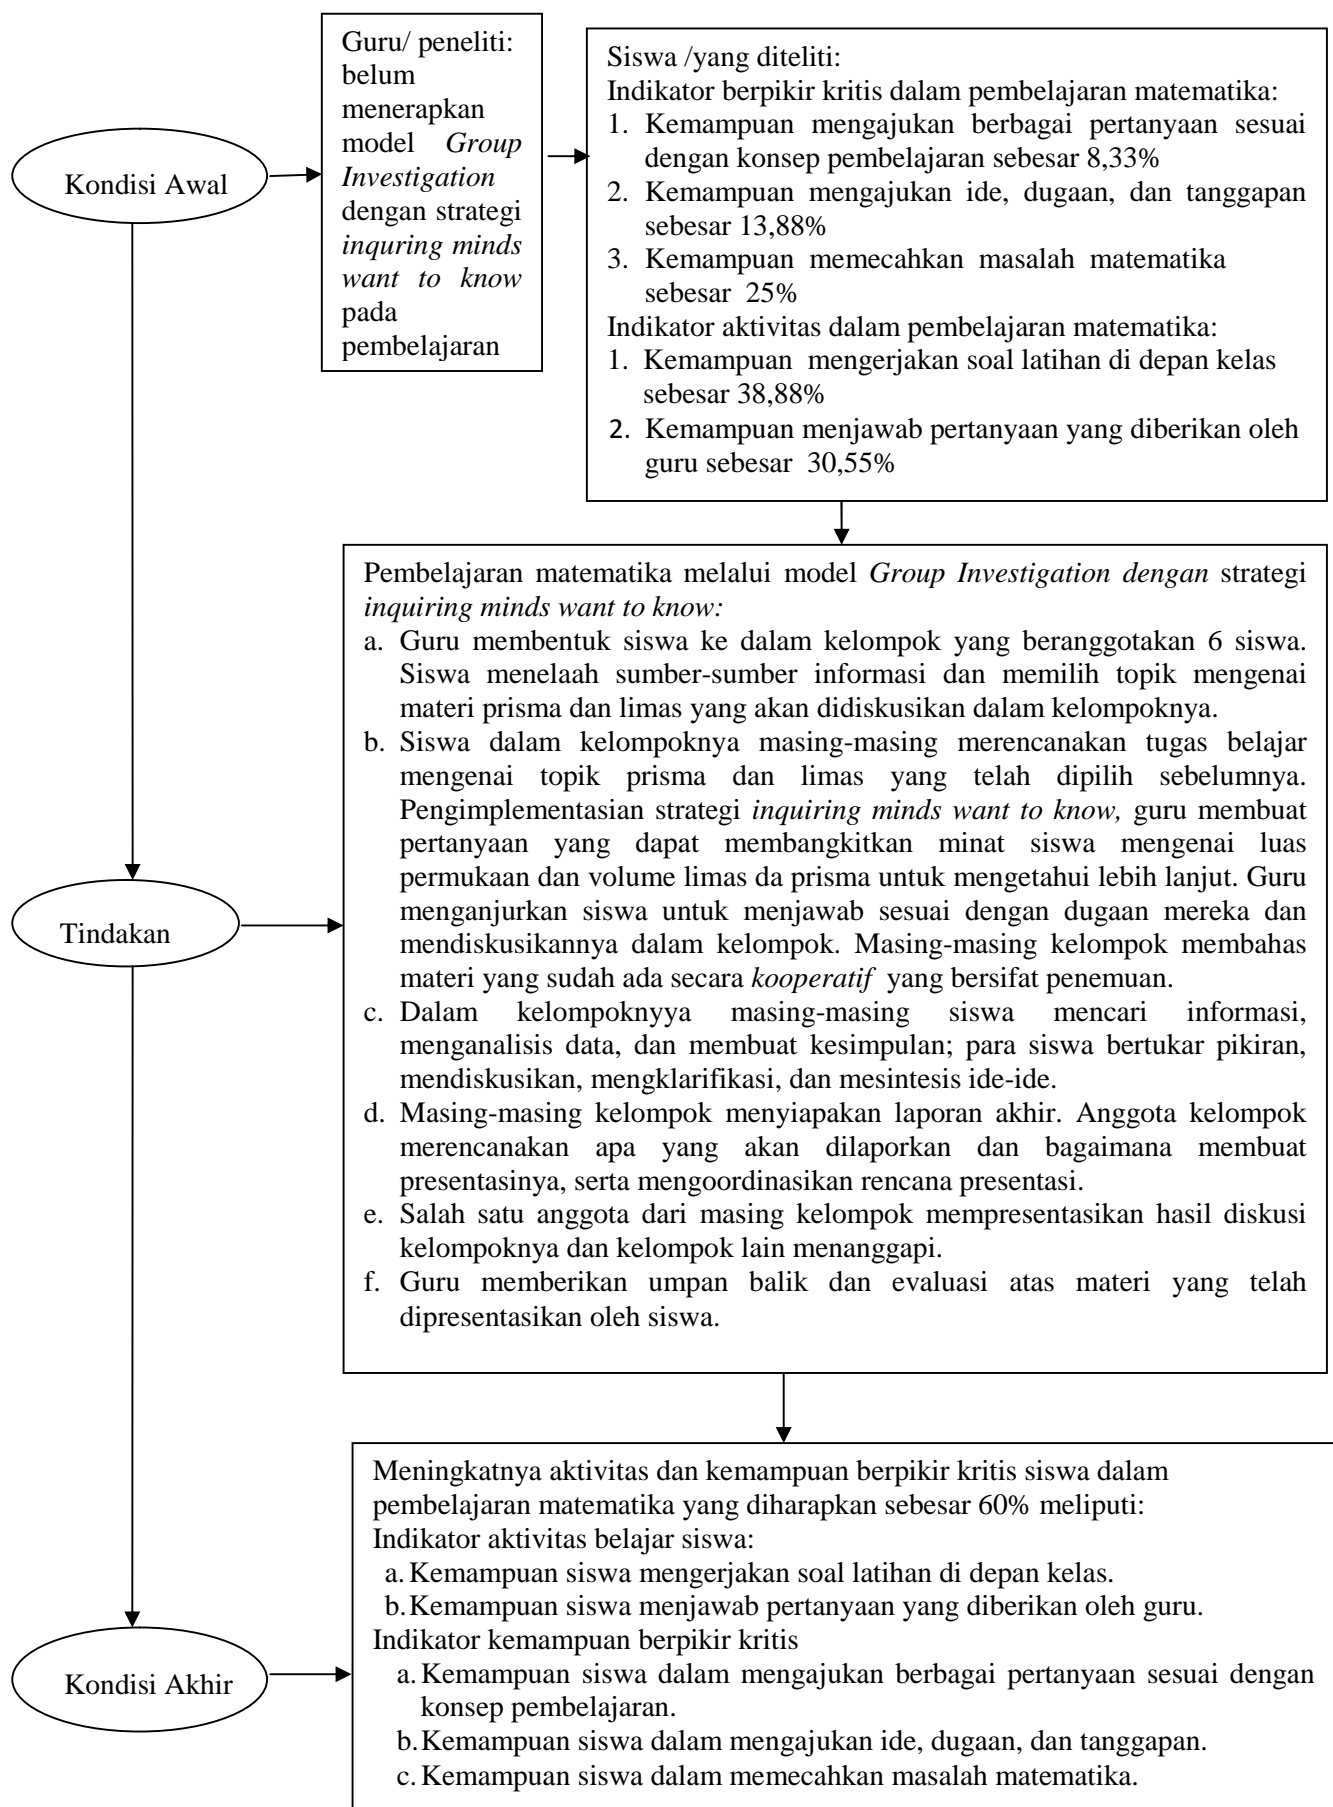 Kondisi Awal
Guru/ peneliti:
belum
menerapkan
model Group
Investigation
dengan strategi
inquring minds
want to know
pada
pembelajaran
Siswa /yang diteliti:
Indikator berpikir kritis dalam pembelajaran matematika:
1. Kemampuan mengajukan berbagai pertanyaan sesuai
dengan konsep pembelajaran sebesar 8,33%
2. Kemampuan mengajukan ide, dugaan, dan tanggapan
sebesar 13,88%
3. Kemampuan memecahkan masalah matematika
sebesar 25%
Indikator aktivitas dalam pembelajaran matematika:
1. Kemampuan mengerjakan soal latihan di depan kelas
sebesar 38,88%
2. Kemampuan menjawab pertanyaan yang diberikan oleh
guru sebesar 30,55%
Tindakan
Pembelajaran matematika melalui model Group Investigation dengan strategi
inquiring minds want to know:
a. Guru membentuk siswa ke dalam kelompok yang beranggotakan 6 siswa.
Siswa menelaah sumber-sumber informasi dan memilih topik mengenai
materi prisma dan limas yang akan didiskusikan dalam kelompoknya.
b. Siswa dalam kelompoknya masing-masing merencanakan tugas belajar
mengenai topik prisma dan limas yang telah dipilih sebelumnya.
Pengimplementasian strategi inquiring minds want to know, guru membuat
pertanyaan yang dapat membangkitkan minat siswa mengenai luas
permukaan dan volume limas da prisma untuk mengetahui lebih lanjut. Guru
menganjurkan siswa untuk menjawab sesuai dengan dugaan mereka dan
mendiskusikannya dalam kelompok. Masing-masing kelompok membahas
materi yang sudah ada secara kooperatif yang bersifat penemuan.
c. Dalam kelompoknyya masing-masing siswa mencari informasi,
menganalisis data, dan membuat kesimpulan; para siswa bertukar pikiran,
mendiskusikan, mengklarifikasi, dan mesintesis ide-ide.
d. Masing-masing kelompok menyiapakan laporan akhir. Anggota kelompok
merencanakan apa yang akan dilaporkan dan bagaimana membuat
presentasinya, serta mengoordinasikan rencana presentasi.
e. Salah satu anggota dari masing kelompok mempresentasikan hasil diskusi
kelompoknya dan kelompok lain menanggapi.
f. Guru memberikan umpan balik dan evaluasi atas materi yang telah
dipresentasikan oleh siswa.
Kondisi Akhir
Meningkatnya aktivitas dan kemampuan berpikir kritis siswa dalam
pembelajaran matematika yang diharapkan sebesar 60% meliputi:
Indikator aktivitas belajar siswa:
a. Kemampuan siswa mengerjakan soal latihan di depan kelas.
b. Kemampuan siswa menjawab pertanyaan yang diberikan oleh guru.
Indikator kemampuan berpikir kritis
a. Kemampuan siswa dalam mengajukan berbagai pertanyaan sesuai dengan
konsep pembelajaran.
b. Kemampuan siswa dalam mengajukan ide, dugaan, dan tanggapan.
c. Kemampuan siswa dalam memecahkan masalah matematika.